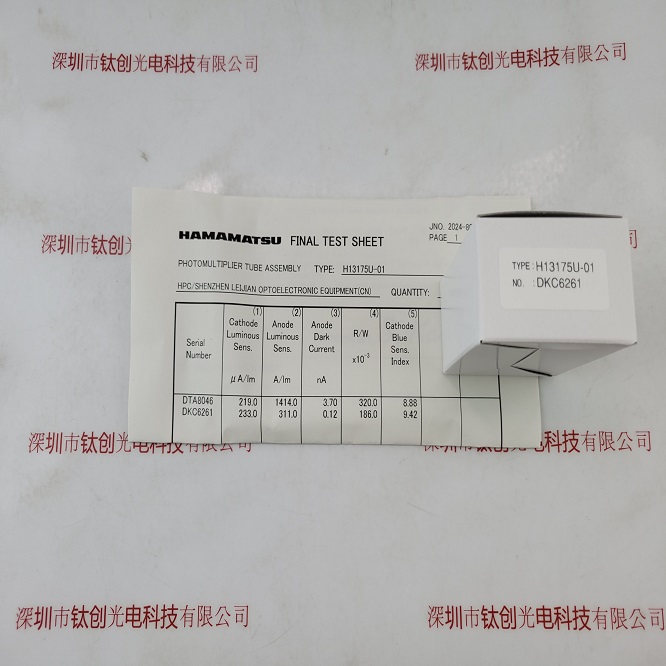 深圳市钛创光电科技有限公司
深圳市钛创光电科技有限公司
HAMAMATSU FINAL TEST SHEET
JNO. 2024-8
PAGE 1
PHOTOMULTIPLIER TUBE ASSEMBLY TYPE: H13175U-01
HPC/SHENZHEN LEIJIAN OPTOELECTRONIC EQUIPMENT(CN) QUANTITY:
(1) (2) (3) (4) (5)
Serial Number
Cathode Luminous Sens. μA/lm
Anode Luminous Sens. A/lm
Anode Dark Current nA
R/W x10⁻³
Cathode Blue Sens. Index
DTA8046 219.0 1414.0 3.70 320.0 8.88
DKC6261 233.0 311.0 0.12 186.0 9.42
TYPE : H13175U-01
NO. : DKC6261
深圳市钛创
深圳市钛创光电科技有限公司
深圳市钛创光电科技有限公司
深圳市钛创光电科技有限公司
深圳市钛创光电科技有限公司